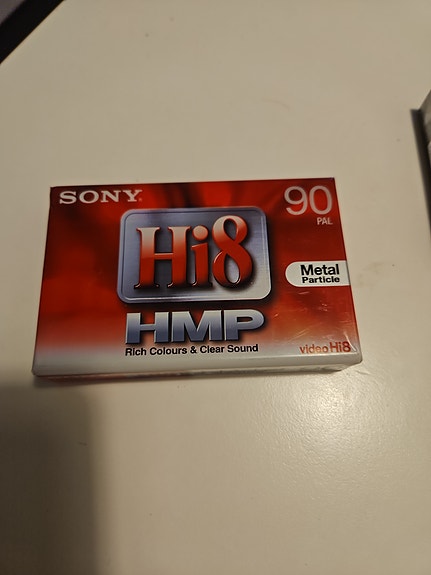 SONY
90
PAL
Hi8
Metal
Particle
HMP
Rich Colours & Clear Sound
video Hi8